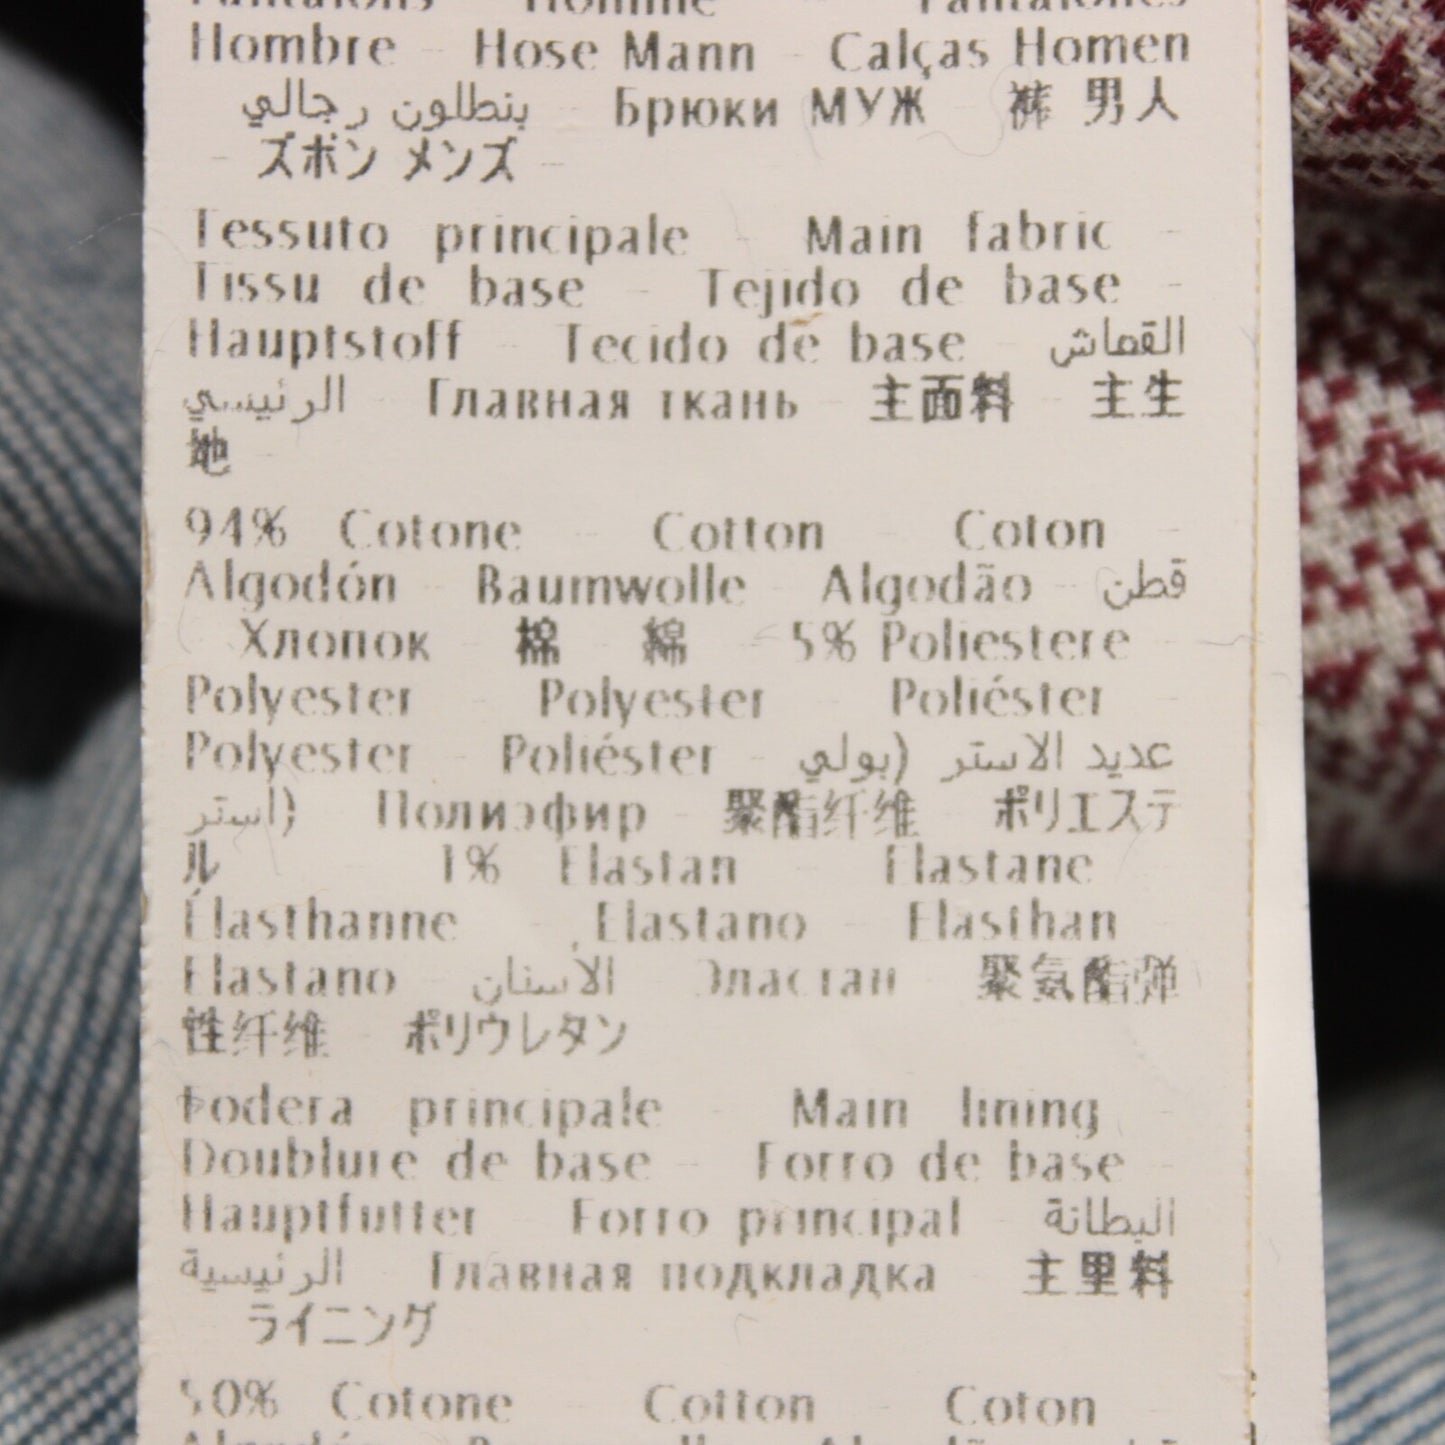 Pantalons Homme - Pantalones
Hombre - Hose Mann - Calças Homen
بنطلون رجالي - Брюки МУЖ - 裤 男人
- ズボン メンズ -
Tessuto principale - Main fabric -
Tissu de base - Tejido de base -
Hauptstoff - Tecido de base - القماش
الرئيسي - Главная ткань - 主面料 - 主生
地
94% Cotone - Cotton - Coton -
Algodón - Baumwolle - Algodão - قطن
- Хлопок - 棉 - 綿 - 5% Poliestere -
Polyester - Polyester - Poliéster -
Polyester - Poliéster - عديد الاستر (بولي
استر) - Полиэфир - 聚酯纤维 - ポリエステ
ル - 1% Elastan - Elastane -
Élasthanne - Elastano - Elasthan -
Elastano - الأستان - Эластан - 聚氨酯弹
性纤维 - ポリウレタン
Fodera principale - Main lining -
Doublure de base - Forro de base -
Hauptfutter - Forro principal - البطانة
الرئيسية - Главная подкладка - 主里料
- ライニング
50% Cotone - Cotton - Coton -